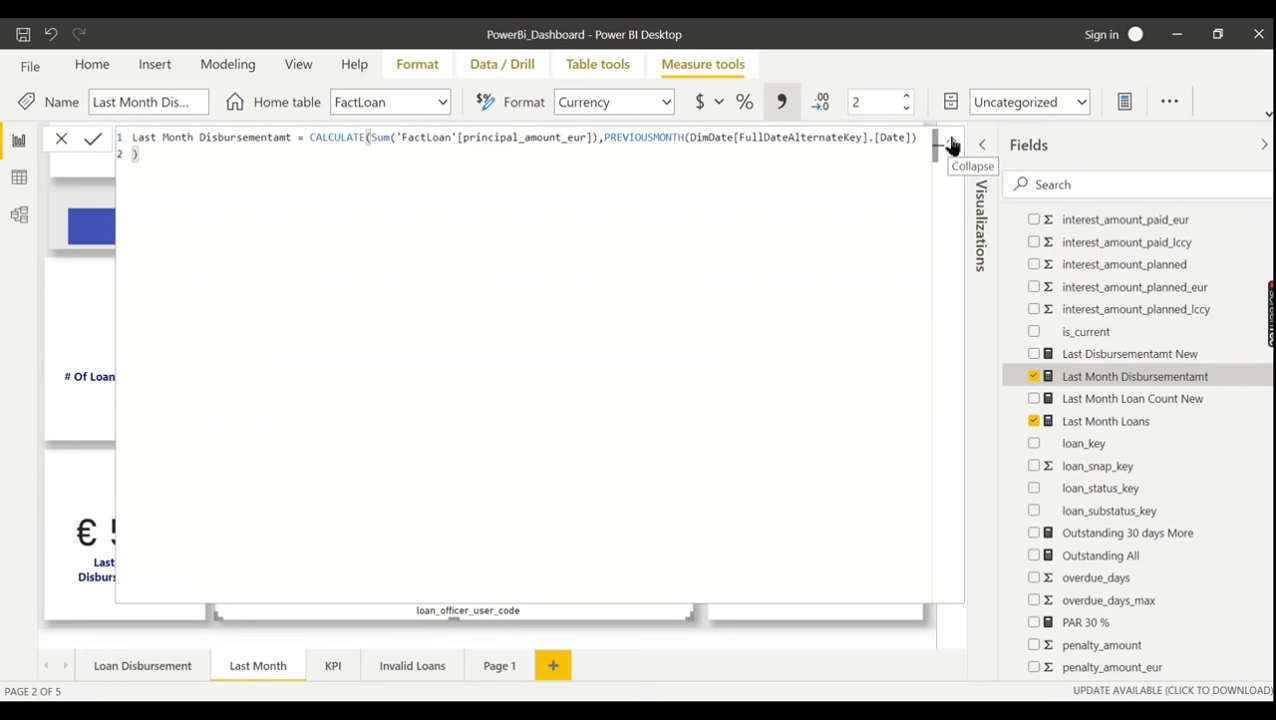 PowerBi_Dashboard - Power BI Desktop
Sign in
File Home Insert Modeling View Help Format Data / Drill Table tools Measure tools
Name Last Month Dis... Home table FactLoan Format Currency $ % 9 .00 2 Uncategorized ...
1 Last Month Disbursementamt = CALCULATE(Sum('FactLoan'[principal_amount_eur]),PREVIOUSMONTH(DimDate[FullDateAlternateKey].[Date])
2 )
Collapse
Fields
Search
Visualizations
interest_amount_paid_eur
interest_amount_paid_lccy
interest_amount_planned
interest_amount_planned_eur
interest_amount_planned_lccy
is_current
Last Disbursementamt New
Last Month Disbursementamt
Last Month Loan Count New
Last Month Loans
loan_key
loan_snap_key
loan_status_key
loan_substatus_key
Outstanding 30 days More
Outstanding All
overdue_days
overdue_days_max
PAR 30 %
penalty_amount
penalty_amount_eur
# Of Loan
€ 5
Last
Disburs
loan_officer_user_code
Loan Disbursement Last Month KPI Invalid Loans Page 1
PAGE 2 OF 5
UPDATE AVAILABLE (CLICK TO DOWNLOAD)